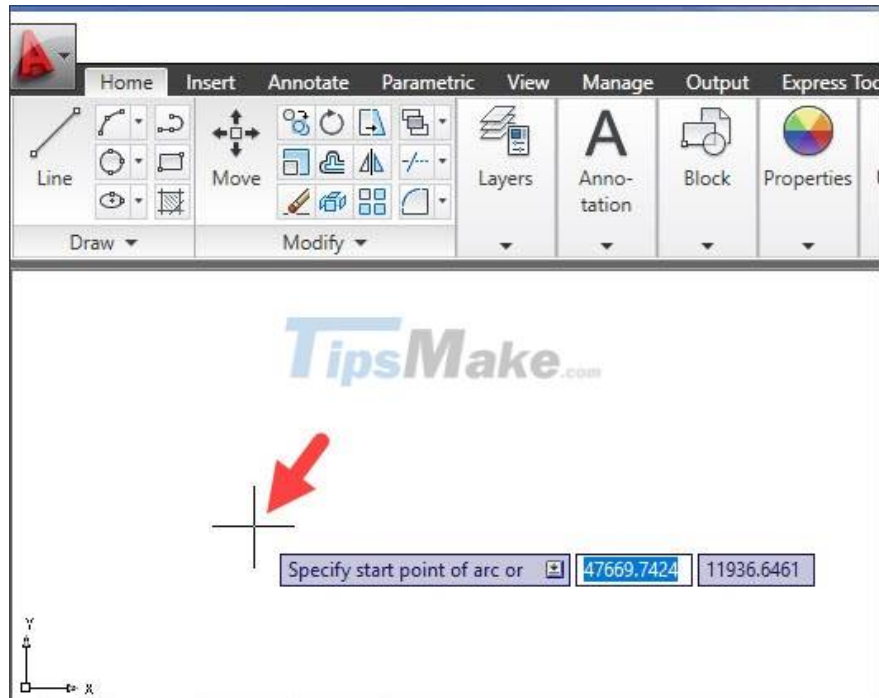 A
Home Insert Annotate Parametric View Manage Output Express Too
Line
Move
Layers
A
Anno-
tation
Block
Properties
Draw
Modify
TipsMake.com
Specify start point of arc or 47669.7424 11936.6461
Y
X